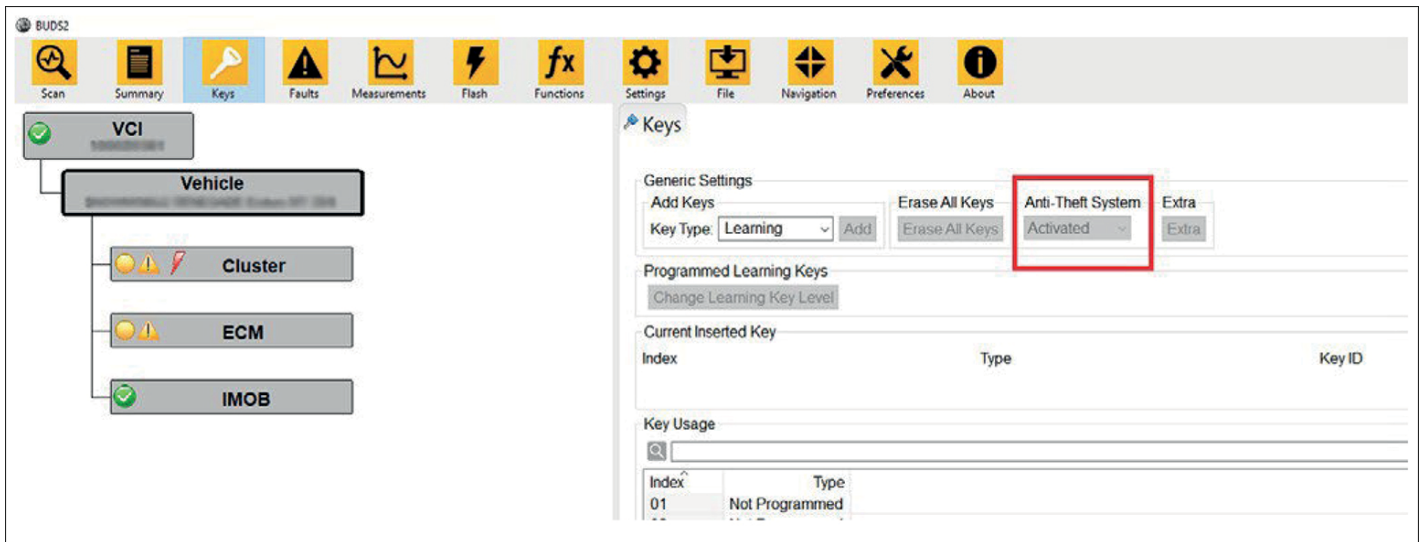 BUDS2
Scan Summary Keys Faults Measurements Flash Functions Settings File Navigation Preferences About
VCI
Vehicle
Cluster
ECM
IMOB
Keys
Generic Settings
Add Keys Erase All Keys Anti-Theft System Extra
Key Type: Learning Add Erase All Keys Activated Extra
Programmed Learning Keys
Change Learning Key Level
Current Inserted Key
Index Type Key ID
Key Usage
Index Type
01 Not Programmed